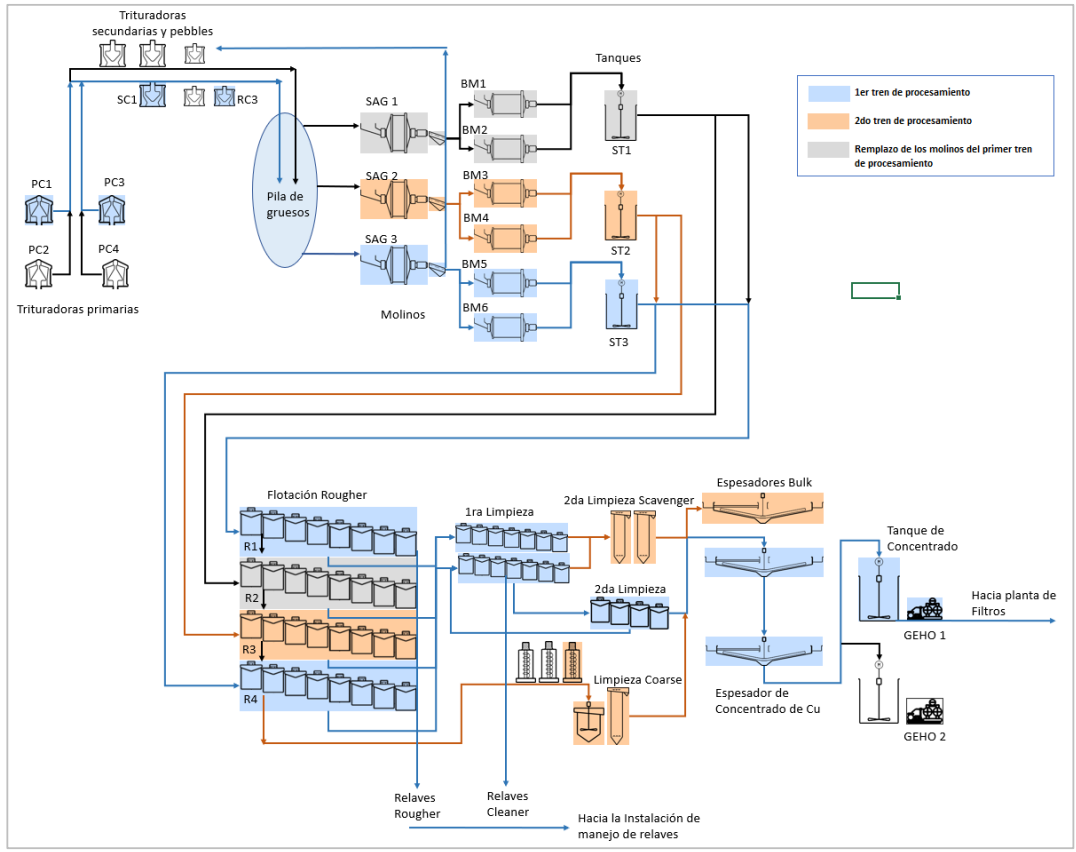 Trituradoras
secundarias y pebbles
SC1
RC3
PC1
PC3
PC2
PC4
Trituradoras primarias
Pila de
gruesos
SAG 1
SAG 2
SAG 3
Molinos
BM1
BM2
BM3
BM4
BM5
BM6
Tanques
ST1
ST2
ST3
1er tren de procesamiento
2do tren de procesamiento
Remplazo de los molinos del primer tren
de procesamiento
Flotación Rougher
R1
R2
R3
R4
1ra Limpieza
2da Limpieza Scavenger
2da Limpieza
Limpieza Coarse
Espesadores Bulk
Espesador de
Concentrado de Cu
Tanque de
Concentrado
GEHO 1
GEHO 2
Hacia planta de
Filtros
Relaves
Rougher
Relaves
Cleaner
Hacia la Instalación de
manejo de relaves